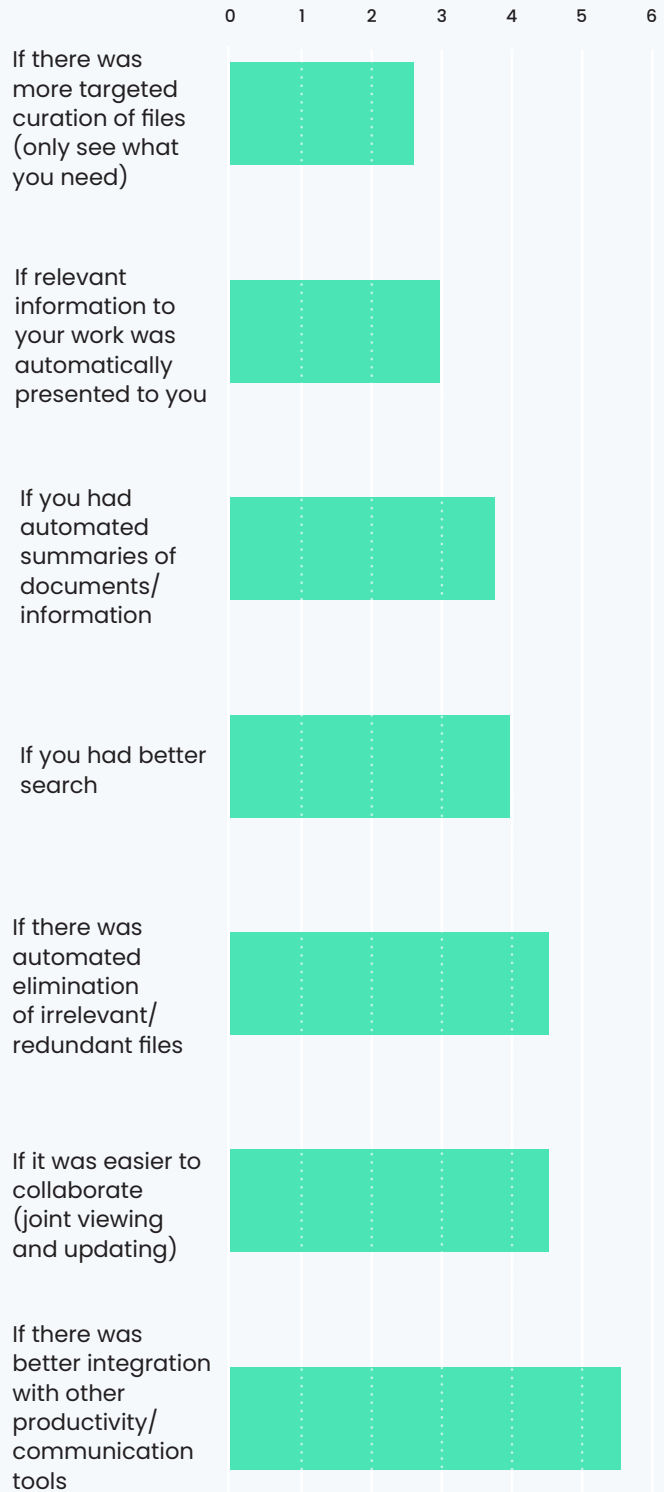 0 1 2 3 4 5 6
If there was
more targeted
curation of files
(only see what
you need)
If relevant
information to
your work was
automatically
presented to you
If you had
automated
summaries of
documents/
information
If you had better
search
If there was
automated
elimination
of irrelevant/
redundant files
If it was easier to
collaborate
(joint viewing
and updating)
If there was
better integration
with other
productivity/
communication
tools